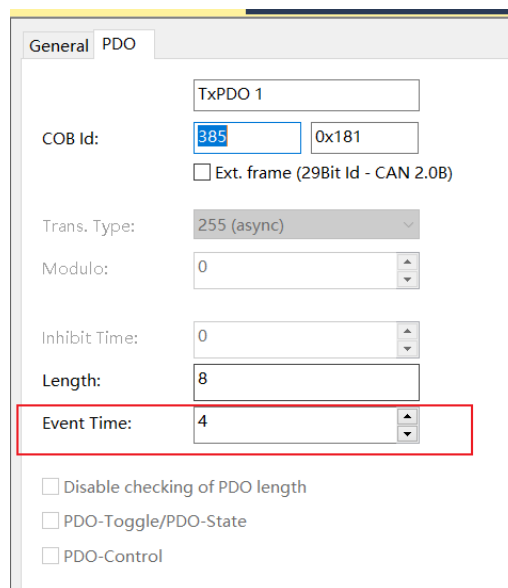 General PDO
TxPDO 1
COB Id: 385 0x181
Ext. frame (29Bit Id - CAN 2.0B)
Trans. Type: 255 (async)
Modulo: 0
Inhibit Time: 0
Length: 8
Event Time: 4
Disable checking of PDO length
PDO-Toggle/PDO-State
PDO-Control